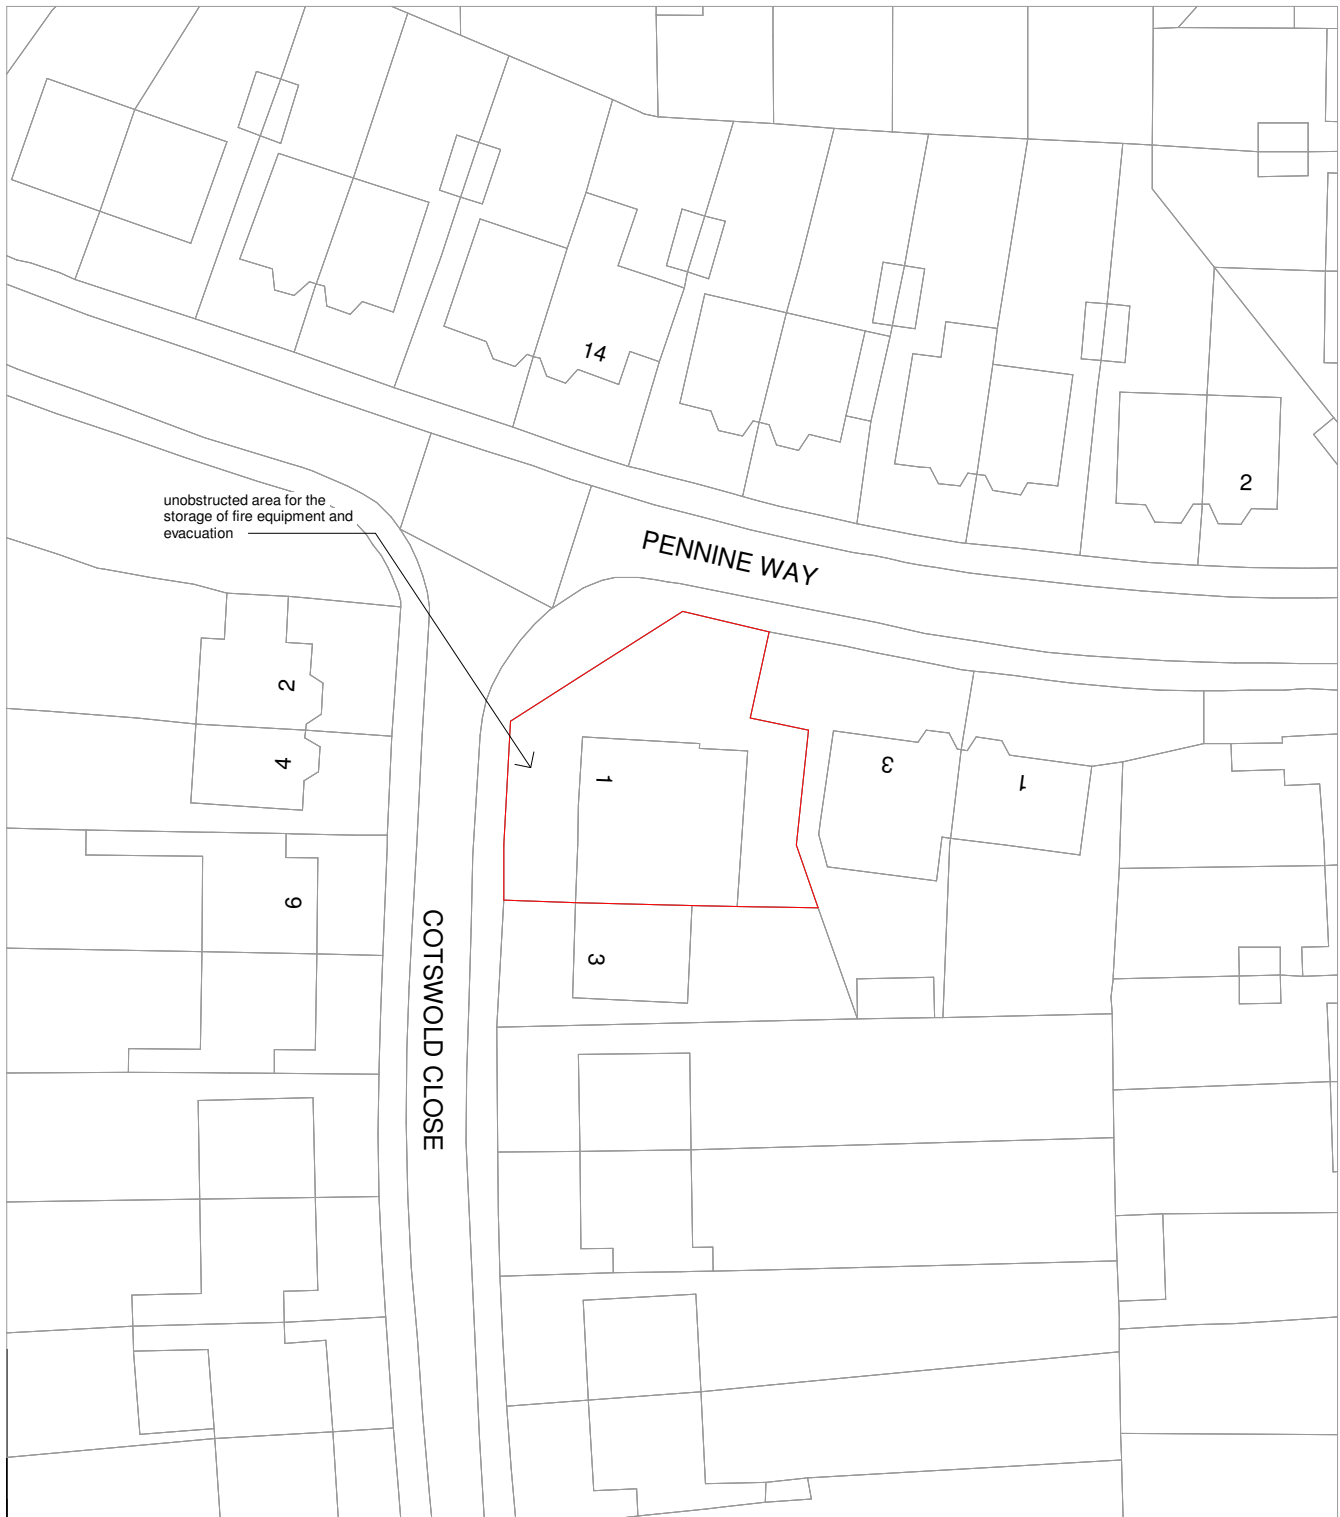 14
2
unobstructed area for the
storage of fire equipment and
evacuation
PENNINE WAY
2
4
1
3
1
6
3
COTSWOLD CLOSE